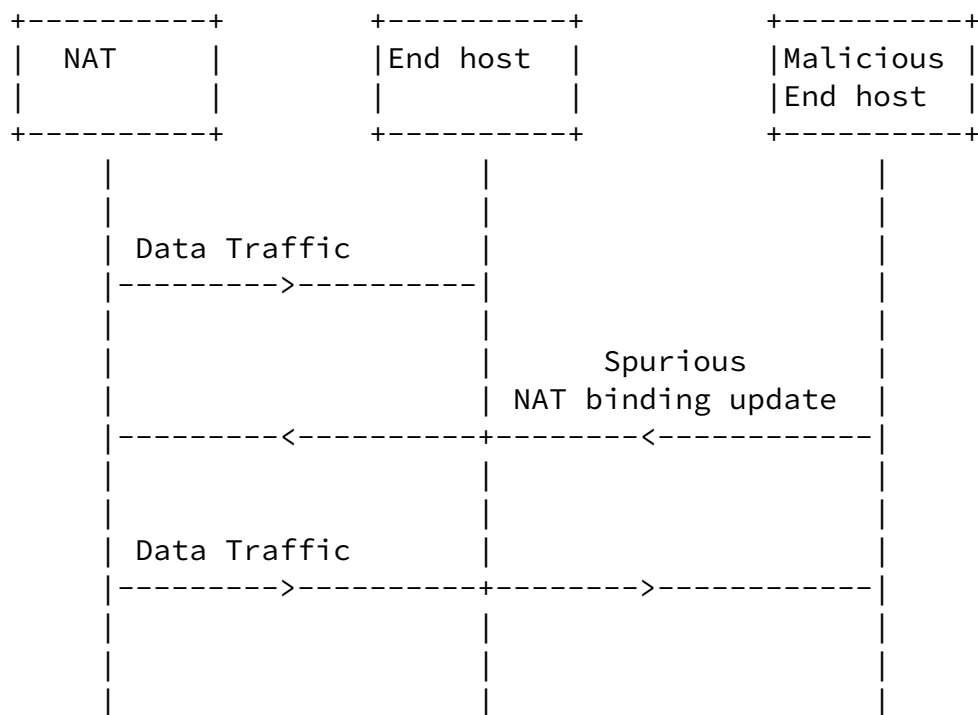 NAT End host Malicious
End host
Data Traffic
Spurious
NAT binding update
Data Traffic